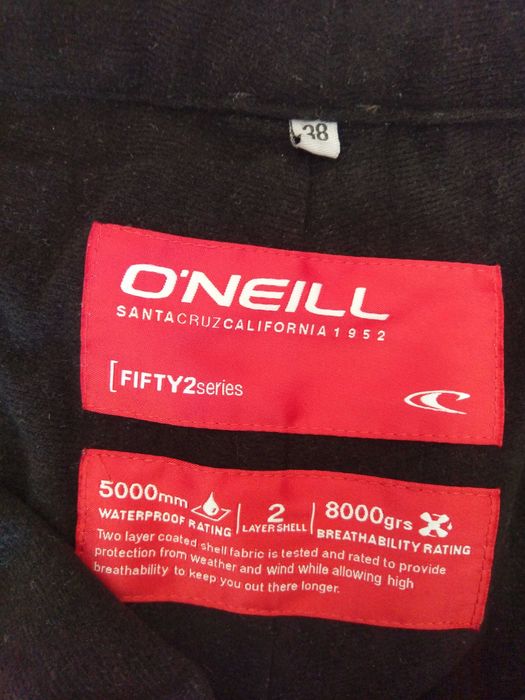 38
O'NEILL
SANTACRUZCALIFORNIA1952
[FIFTY2series
5000mm
WATERPROOF RATING
2
LAYER SHELL
8000grs
BREATHABILITY RATING
Two layer coated shell fabric is tested and rated to provide
protection from weather and wind while allowing high
breathability to keep you out there longer.